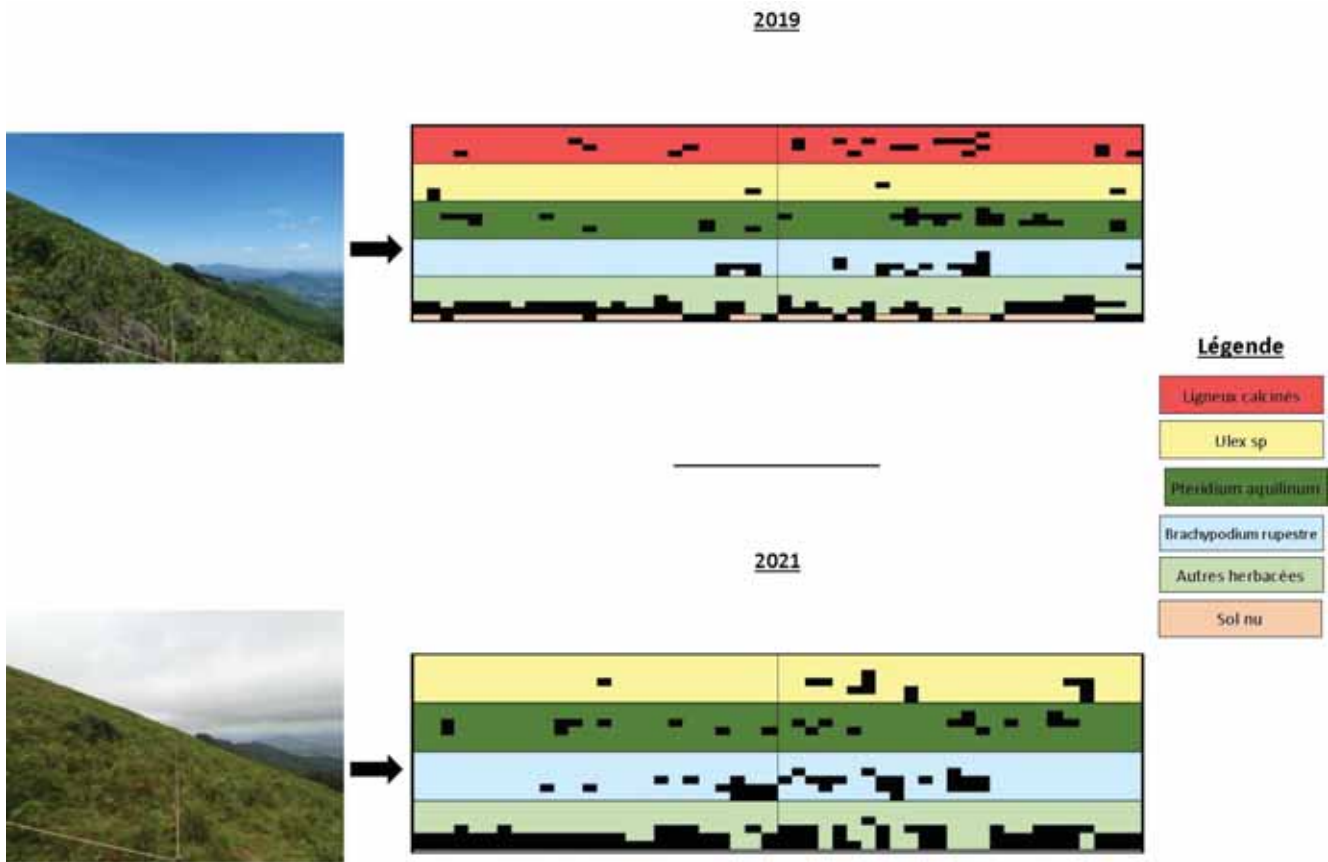 2019
Légende
Ligneux calcinés
Ulex sp
Pteridium aquilinum
Brachypodium rupestre
Autres herbacées
Sol nu
2021